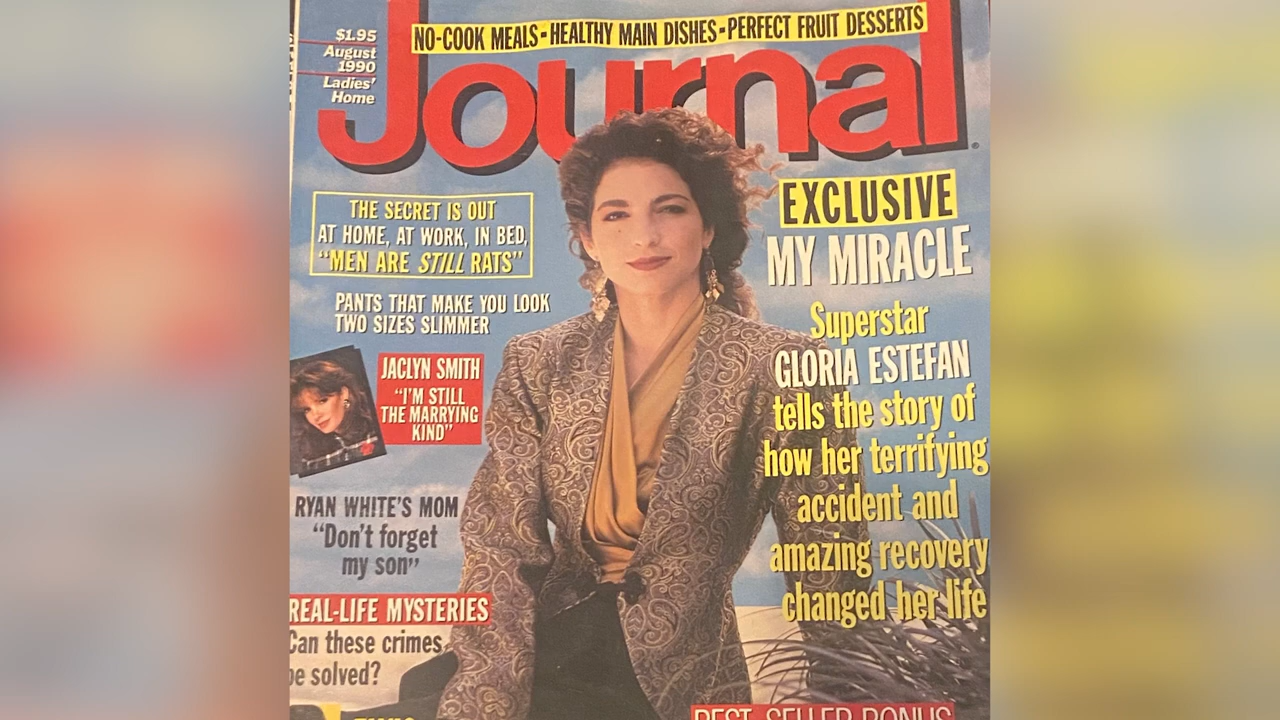 NO-COOK MEALS-HEALTHY MAIN DISHES-PERFECT FRUIT DESSERTS
$1.95
August
1990
Ladies'
Home
Journal
THE SECRET IS OUT
AT HOME, AT WORK, IN BED,
“MEN ARE STILL RATS”
PANTS THAT MAKE YOU LOOK
TWO SIZES SLIMMER
JACLYN SMITH
“I'M STILL
THE MARRYING
KIND”
RYAN WHITE'S MOM
“Don't forget
my son”
REAL-LIFE MYSTERIES
Can these crimes
be solved?
EXCLUSIVE
MY MIRACLE
Superstar
GLORIA ESTEFAN
tells the story of
how her terrifying
accident and
amazing recovery
changed her life
BEST-SELLER BONUS